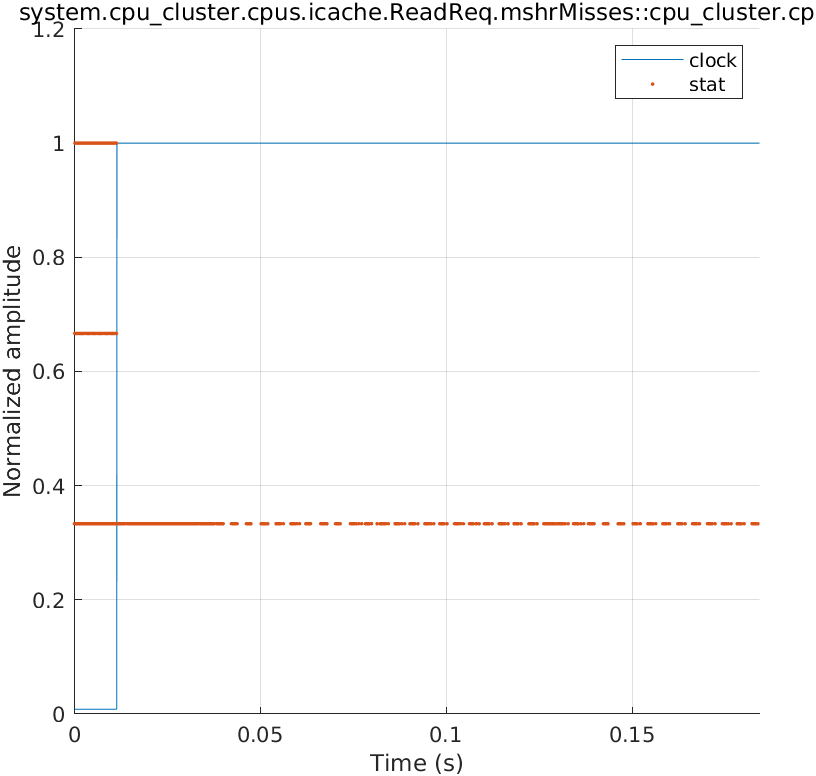 system.cpu_cluster.cpus.icache.ReadReq.mshrMisses::cpu_cluster.cp
1.2
clock
stat
1
0.8
0.6
0.4
0.2
0
Normalized amplitude
0
0.05
0.1
0.15
Time (s)